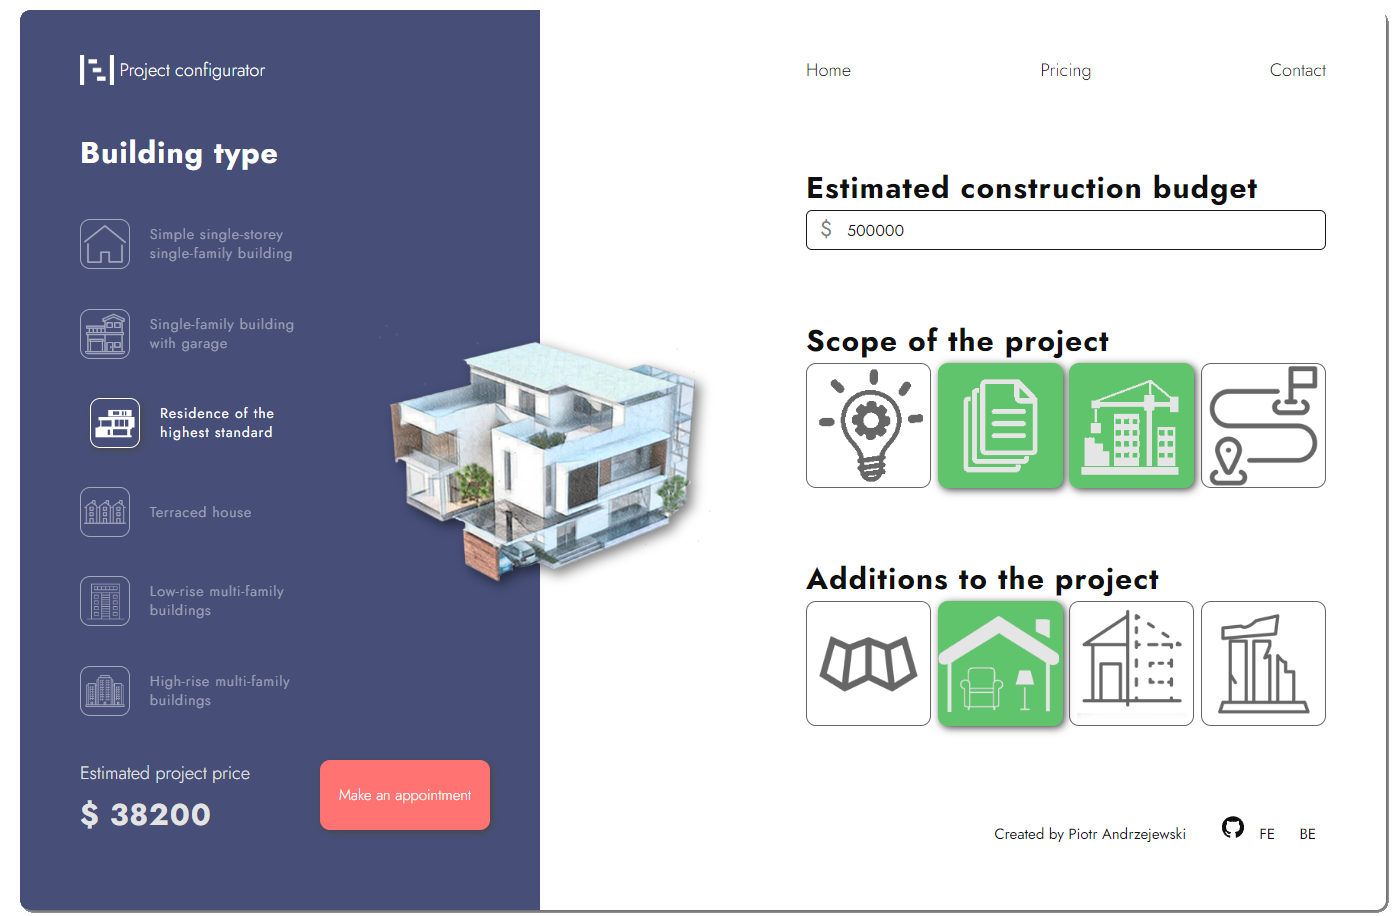 Project configurator
Home
Pricing
Contact
Building type
Simple single-storey
single-family building
Single-family building
with garage
Residence of the
highest standard
Terraced house
Low-rise multi-family
buildings
High-rise multi-family
buildings
Estimated project price
$ 38200
Make an appointment
Estimated construction budget
$ 500000
Scope of the project
Additions to the project
Created by Piotr Andrzejewski
FE
BE